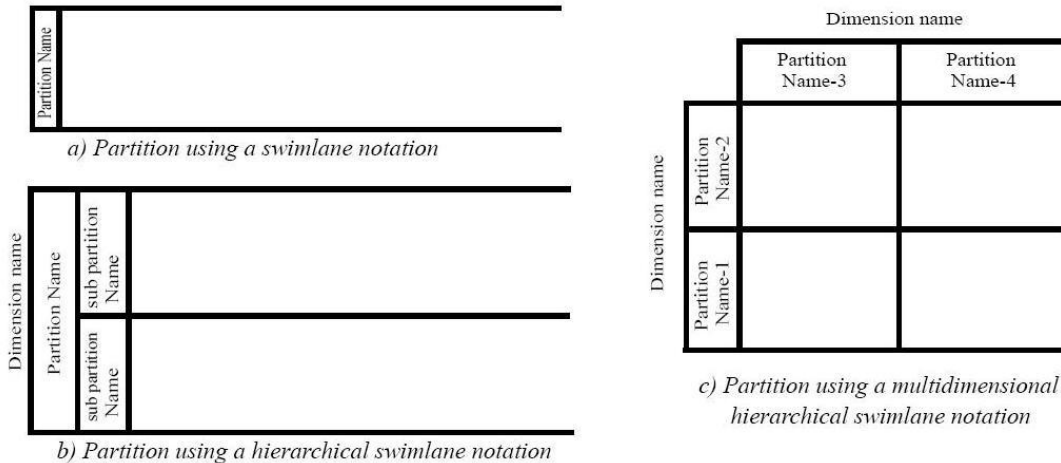 Partition Name
a) Partition using a swimlane notation
Dimension name
Partition Name
sub partition
Name
sub partition
Name
b) Partition using a hierarchical swimlane notation
Dimension name
Partition
Name-3
Partition
Name-4
Dimension name
Partition
Name-2
Partition
Name-1
c) Partition using a multidimensional
hierarchical swimlane notation